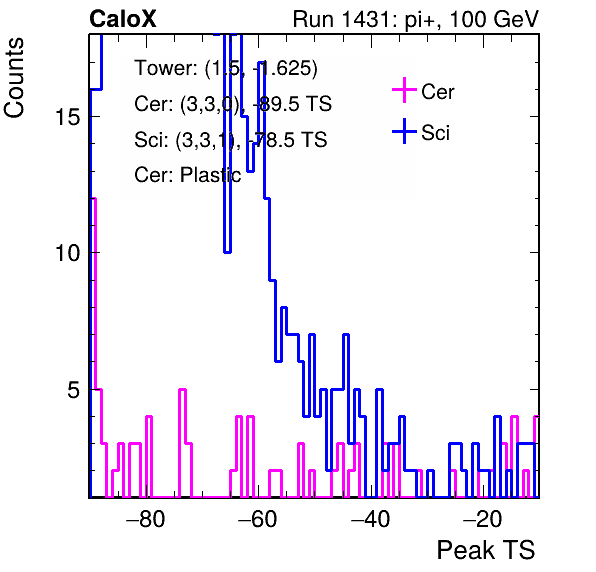 CaloX Run 1431: pi+, 100 GeV
Counts
Tower: (1.5, -1.625)
Cer: (3,3,0), -89.5 TS
Sci: (3,3,1), -78.5 TS
Cer: Plastic
Cer
Sci
15
10
5
−80 −60 −40 −20
Peak TS